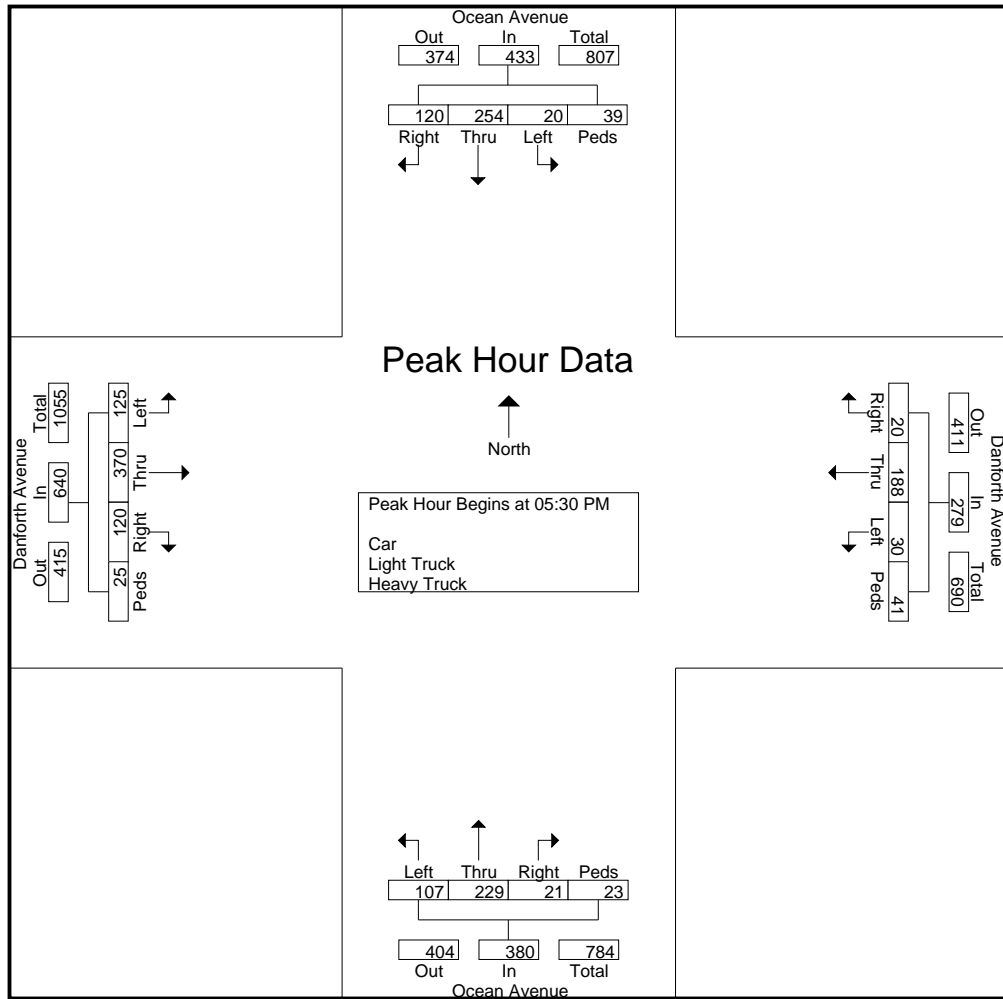 Ocean Avenue
Out In Total
374 433 807
120 254 20 39
Right Thru Left Peds
Peak Hour Data
North
Peak Hour Begins at 05:30 PM
Car
Light Truck
Heavy Truck
Danforth Avenue
Total In Out
1055 640 415
125 370 120 25
Left Thru Right Peds
Right Thru Left Peds
20 188 30 41
411 279 690
Out In Total
Danforth Avenue
Left Thru Right Peds
107 229 21 23
404 380 784
Out In Total
Ocean Avenue